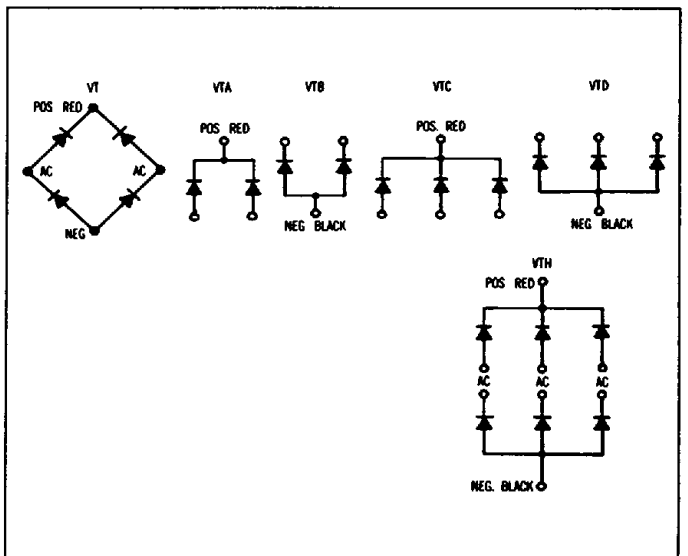 VT
VTA
VTB
VTC
VTD
POS RED
POS RED
POS. RED
AC
AC
NEG
NEG BLACK
NEG BLACK
VTH
POS RED
AC
AC
AC
NEG. BLACK